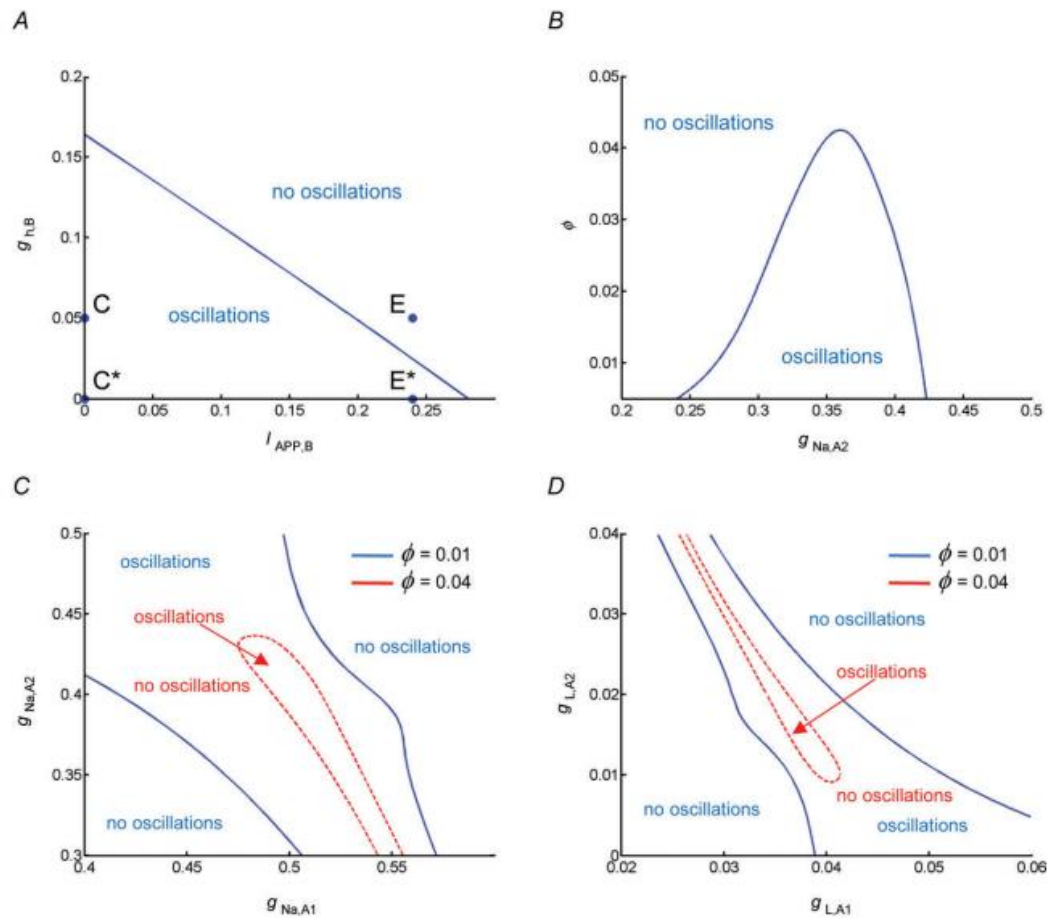 A
0.2
0.15
0.1
0.05
0
g h,B
no oscillations
oscillations
C
E
C*
E*
0
0.05
0.1
0.15
0.2
0.25
I APP,B
B
0.05
0.04
0.03
0.02
0.01
ϕ
no oscillations
oscillations
0.2
0.25
0.3
0.35
0.4
0.45
0.5
g Na,A2
C
0.5
0.45
0.4
0.35
0.3
g Na,A2
ϕ = 0.01
ϕ = 0.04
oscillations
oscillations
no oscillations
no oscillations
no oscillations
0.4
0.45
0.5
0.55
g Na,A1
D
0.04
0.03
0.02
0.01
0
g L,A2
ϕ = 0.01
ϕ = 0.04
no oscillations
oscillations
no oscillations
no oscillations
oscillations
0.02
0.03
0.04
0.05
0.06
g L,A1